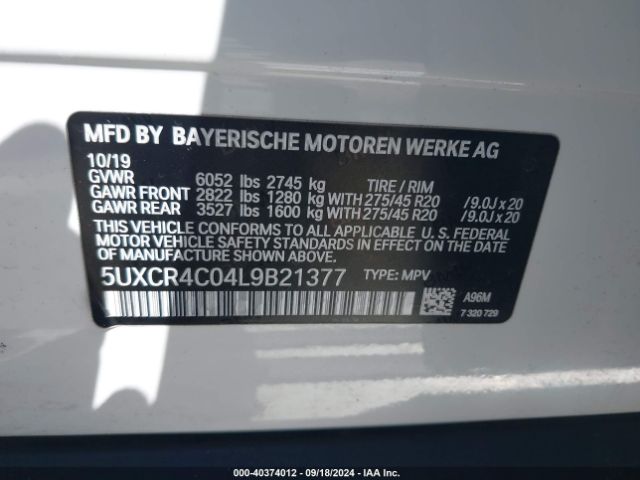 MFD BY BAYERISCHE MOTOREN WERKE AG
10/19
GVWR 6052 lbs 2745 kg TIRE / RIM
GAWR FRONT 2822 lbs 1280 kg WITH 275/45 R20 / 9.0J x 20
GAWR REAR 3527 lbs 1600 kg WITH 275/45 R20 / 9.0J x 20
THIS VEHICLE CONFORMS TO ALL APPLICABLE U. S. FEDERAL
MOTOR VEHICLE SAFETY STANDARDS IN EFFECT ON THE DATE
OF MANUFACTURE SHOWN ABOVE.
5UXCR4C04L9B21377 TYPE: MPV
A96M
7 320 729
000-40374012 - 09/18/2024 - IAA Inc.